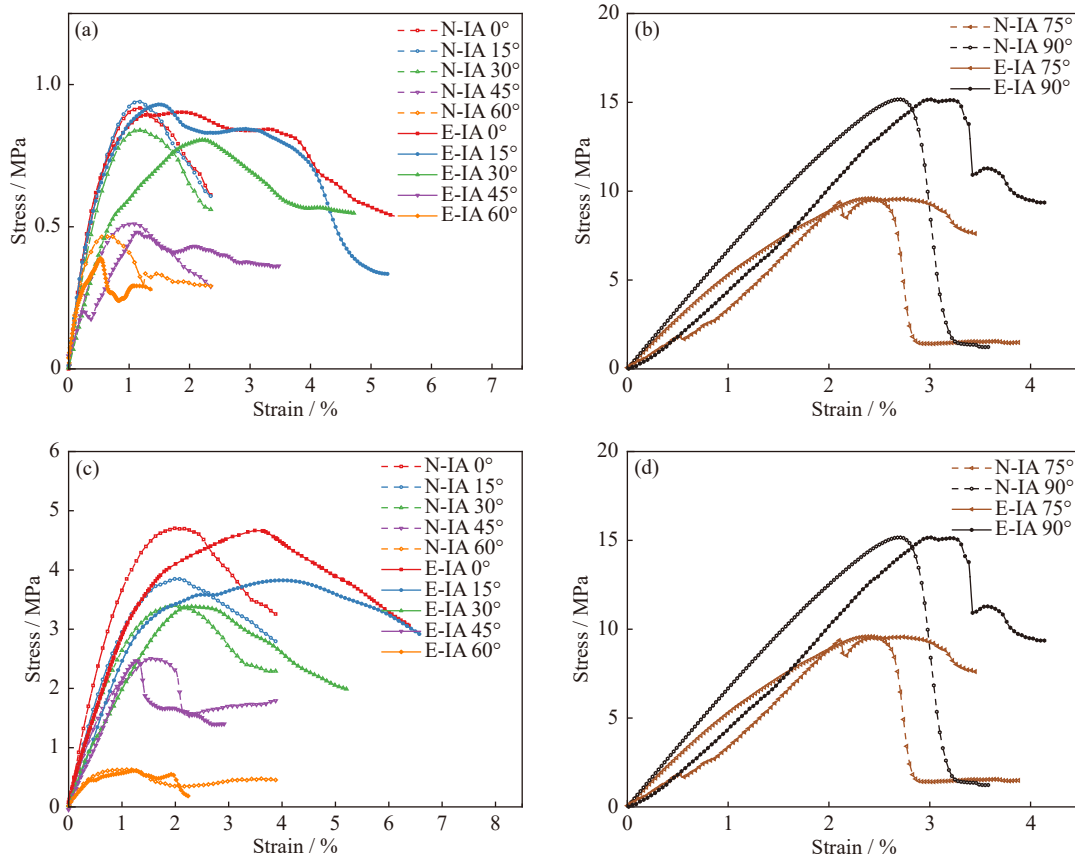 (a)
N-IA 0°
N-IA 15°
N-IA 30°
N-IA 45°
N-IA 60°
E-IA 0°
E-IA 15°
E-IA 30°
E-IA 45°
E-IA 60°
1.0
0.5
0
Stress / MPa
0 1 2 3 4 5 6 7
Strain / %
(b)
N-IA 75°
N-IA 90°
E-IA 75°
E-IA 90°
20
15
10
5
0
Stress / MPa
0 1 2 3 4
Strain / %
(c)
N-IA 0°
N-IA 15°
N-IA 30°
N-IA 45°
N-IA 60°
E-IA 0°
E-IA 15°
E-IA 30°
E-IA 45°
E-IA 60°
6
5
4
3
2
1
0
Stress / MPa
0 1 2 3 4 5 6 7 8
Strain / %
(d)
N-IA 75°
N-IA 90°
E-IA 75°
E-IA 90°
20
15
10
5
0
Stress / MPa
0 1 2 3 4
Strain / %